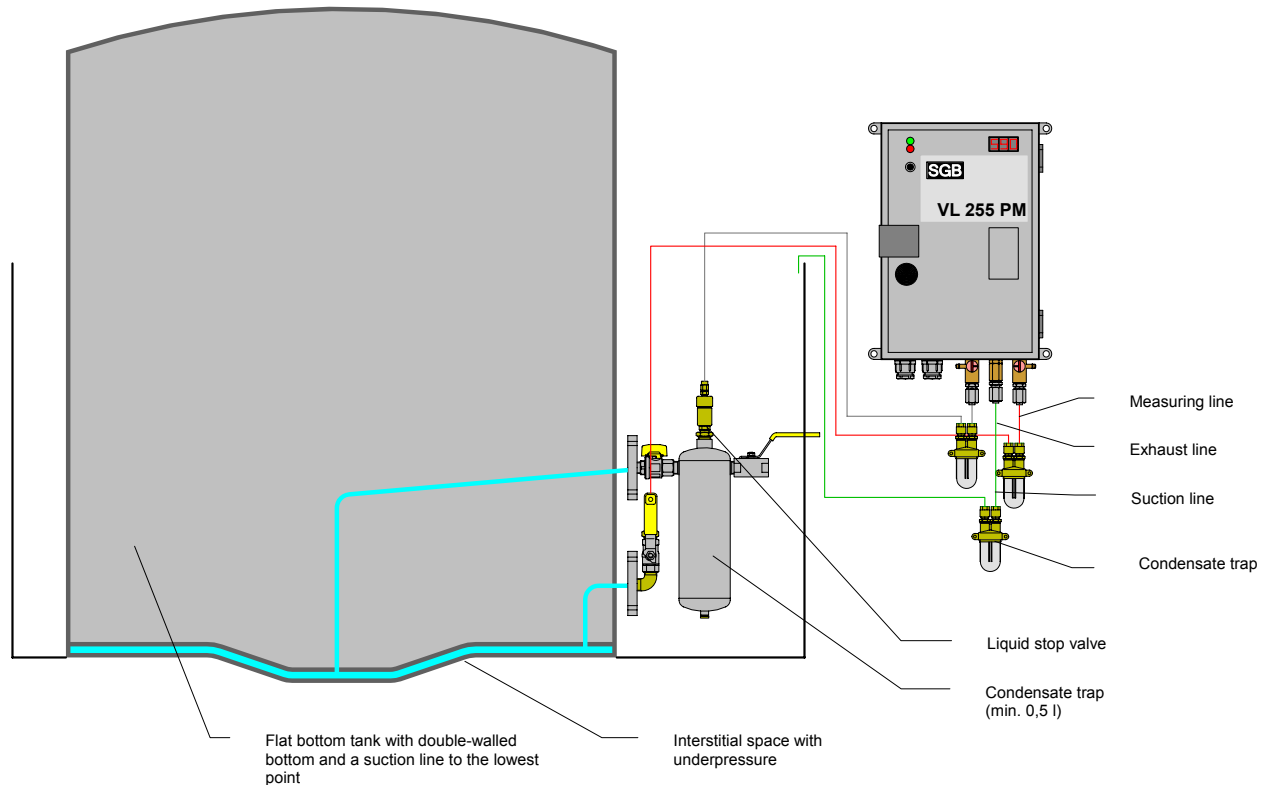 SGB
VL 255 PM
Measuring line
Exhaust line
Suction line
Condensate trap
Liquid stop valve
Condensate trap
(min. 0,5 l)
Flat bottom tank with double-walled
bottom and a suction line to the lowest
point
Interstitial space with
underpressure